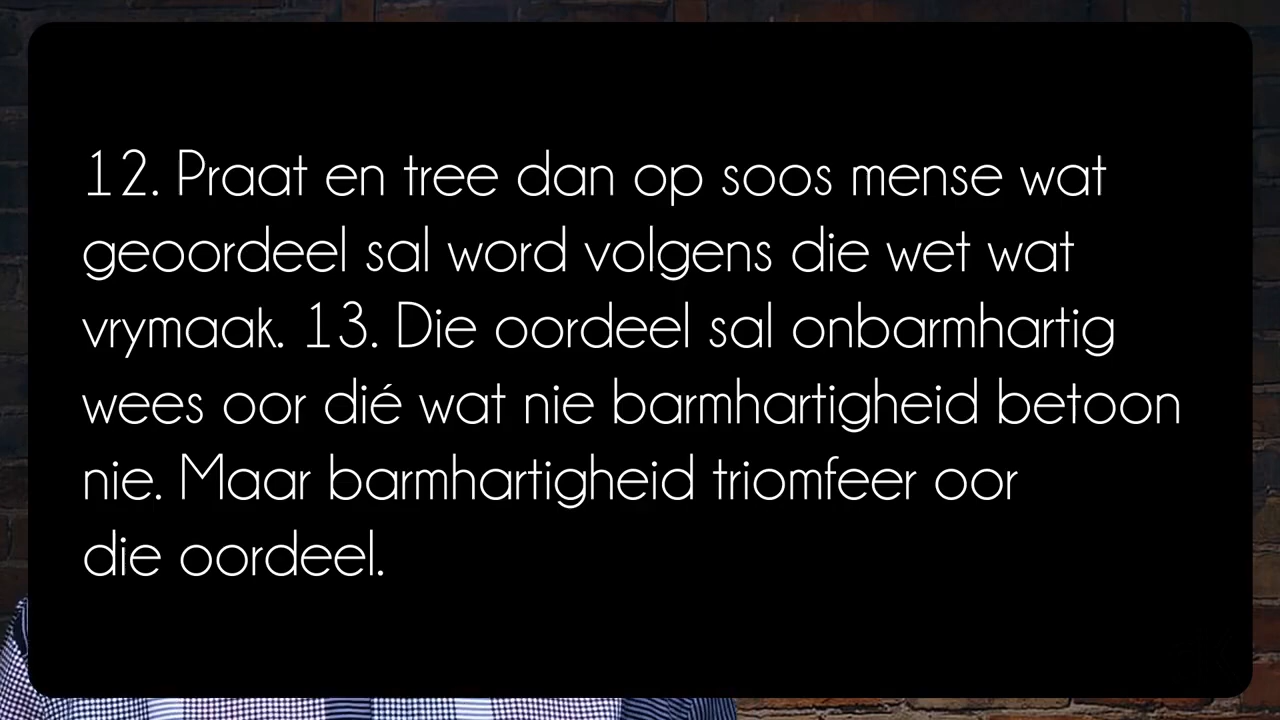 12. Praat en tree dan op soos mense wat
geoordeel sal word volgens die wet wat
vrymaak. 13. Die oordeel sal onbarmhartig
wees oor dié wat nie barmhartigheid betoon
nie. Maar barmhartigheid triomfeer oor
die oordeel.